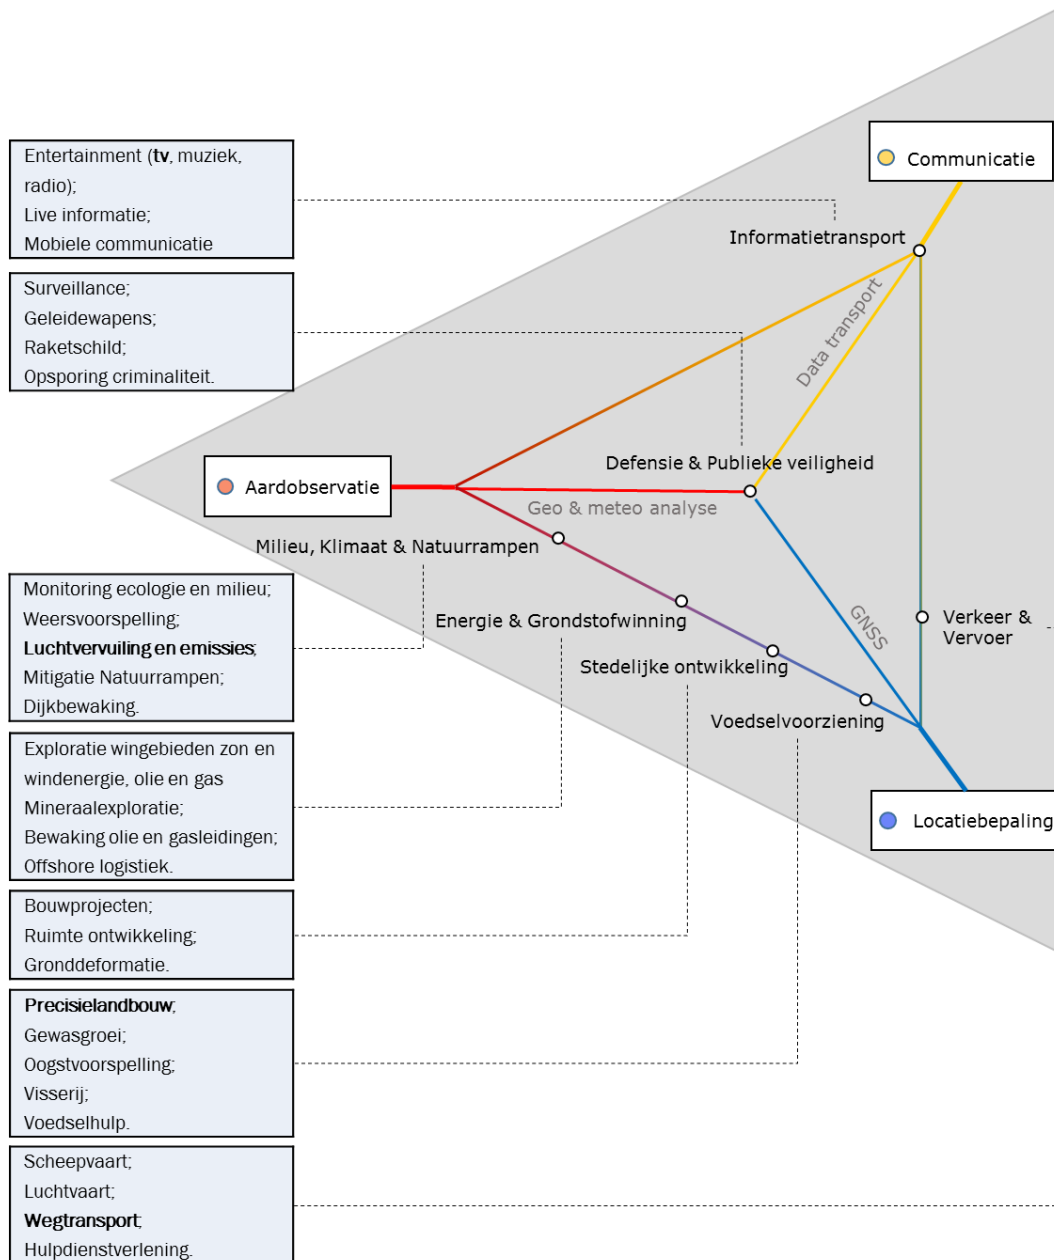 Entertainment (tv, muziek,
radio);
Live informatie;
Mobiele communicatie
Surveillance;
Geleidewapens;
Raketschild;
Opsporing criminaliteit.
Communicatie
Informatietransport
Data transport
Defensie & Publieke veiligheid
Aardobservatie
Geo & meteo analyse
Milieu, Klimaat & Natuurrampen
GNSS
Energie & Grondstofwinning
Verkeer &
Vervoer
Stedelijke ontwikkeling
Voedselvoorziening
Locatiebepaling
Monitoring ecologie en milieu;
Weersvoorspelling;
Luchtvervuiling en emissies;
Mitigatie Natuurrampen;
Dijkbewaking.
Exploratie wingebieden zon en
windenergie, olie en gas
Mineraalexploratie;
Bewaking olie en gasleidingen;
Offshore logistiek.
Bouwprojecten;
Ruimte ontwikkeling;
Gronddeformatie.
Precisielandbouw;
Gewasgroei;
Oogstvoorspelling;
Visserij;
Voedselhulp.
Scheepvaart;
Luchtvaart;
Wegtransport;
Hulpdienstverlening.